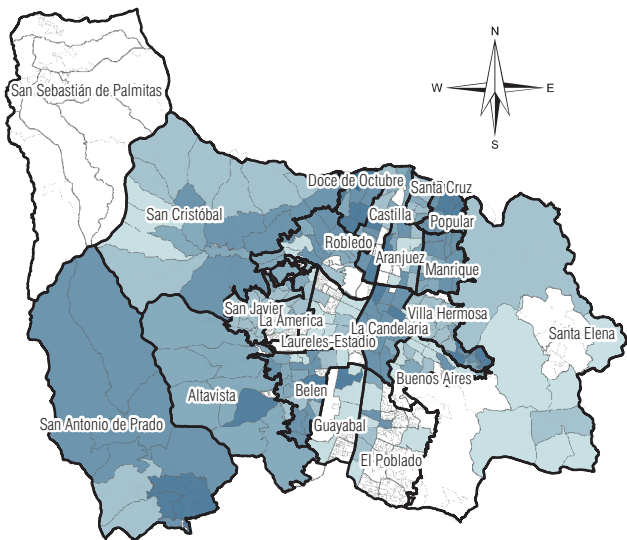 N
San Sebastián de Palmitas
W
E
S
Doce de Octubre
Santa Cruz
San Cristóbal
Castilla
Popular
Robledo
Aranjuez
Manrique
San Javier
Villa Hermosa
La America
La Candelaria
Santa Elena
Laureles-Estadio
Buenos Aires
Altavista
Belen
San Antonio de Prado
Guayabal
El Poblado